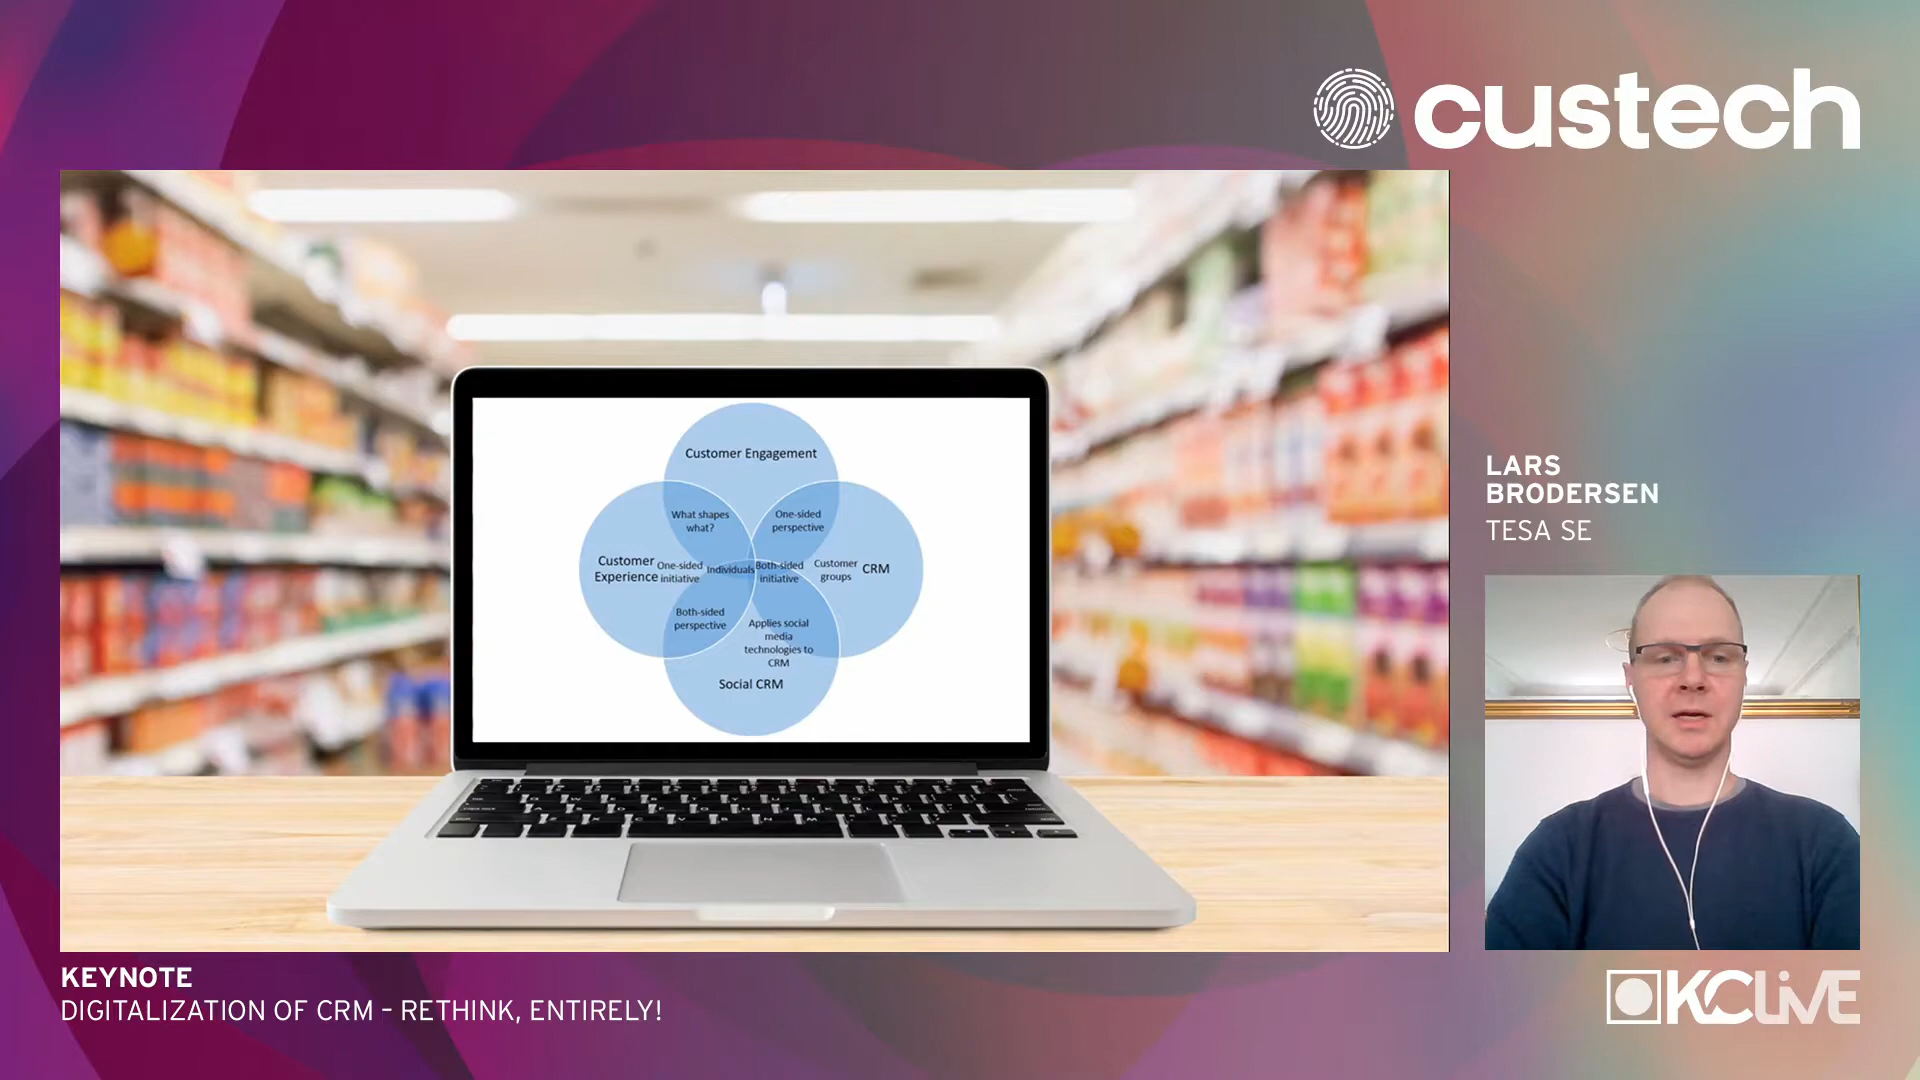 custech
Customer Engagement
What shapes
what?
One-sided
perspective
Customer
Experience
One-sided
initiative
Individuals
Both-sided
initiative
Customer
groups
CRM
Both-sided
perspective
Applies social
media
technologies to
CRM
Social CRM
LARS
BRODERSEN
TESA SE
KEYNOTE
DIGITALIZATION OF CRM – RETHINK, ENTIRELY!
KCLIVE